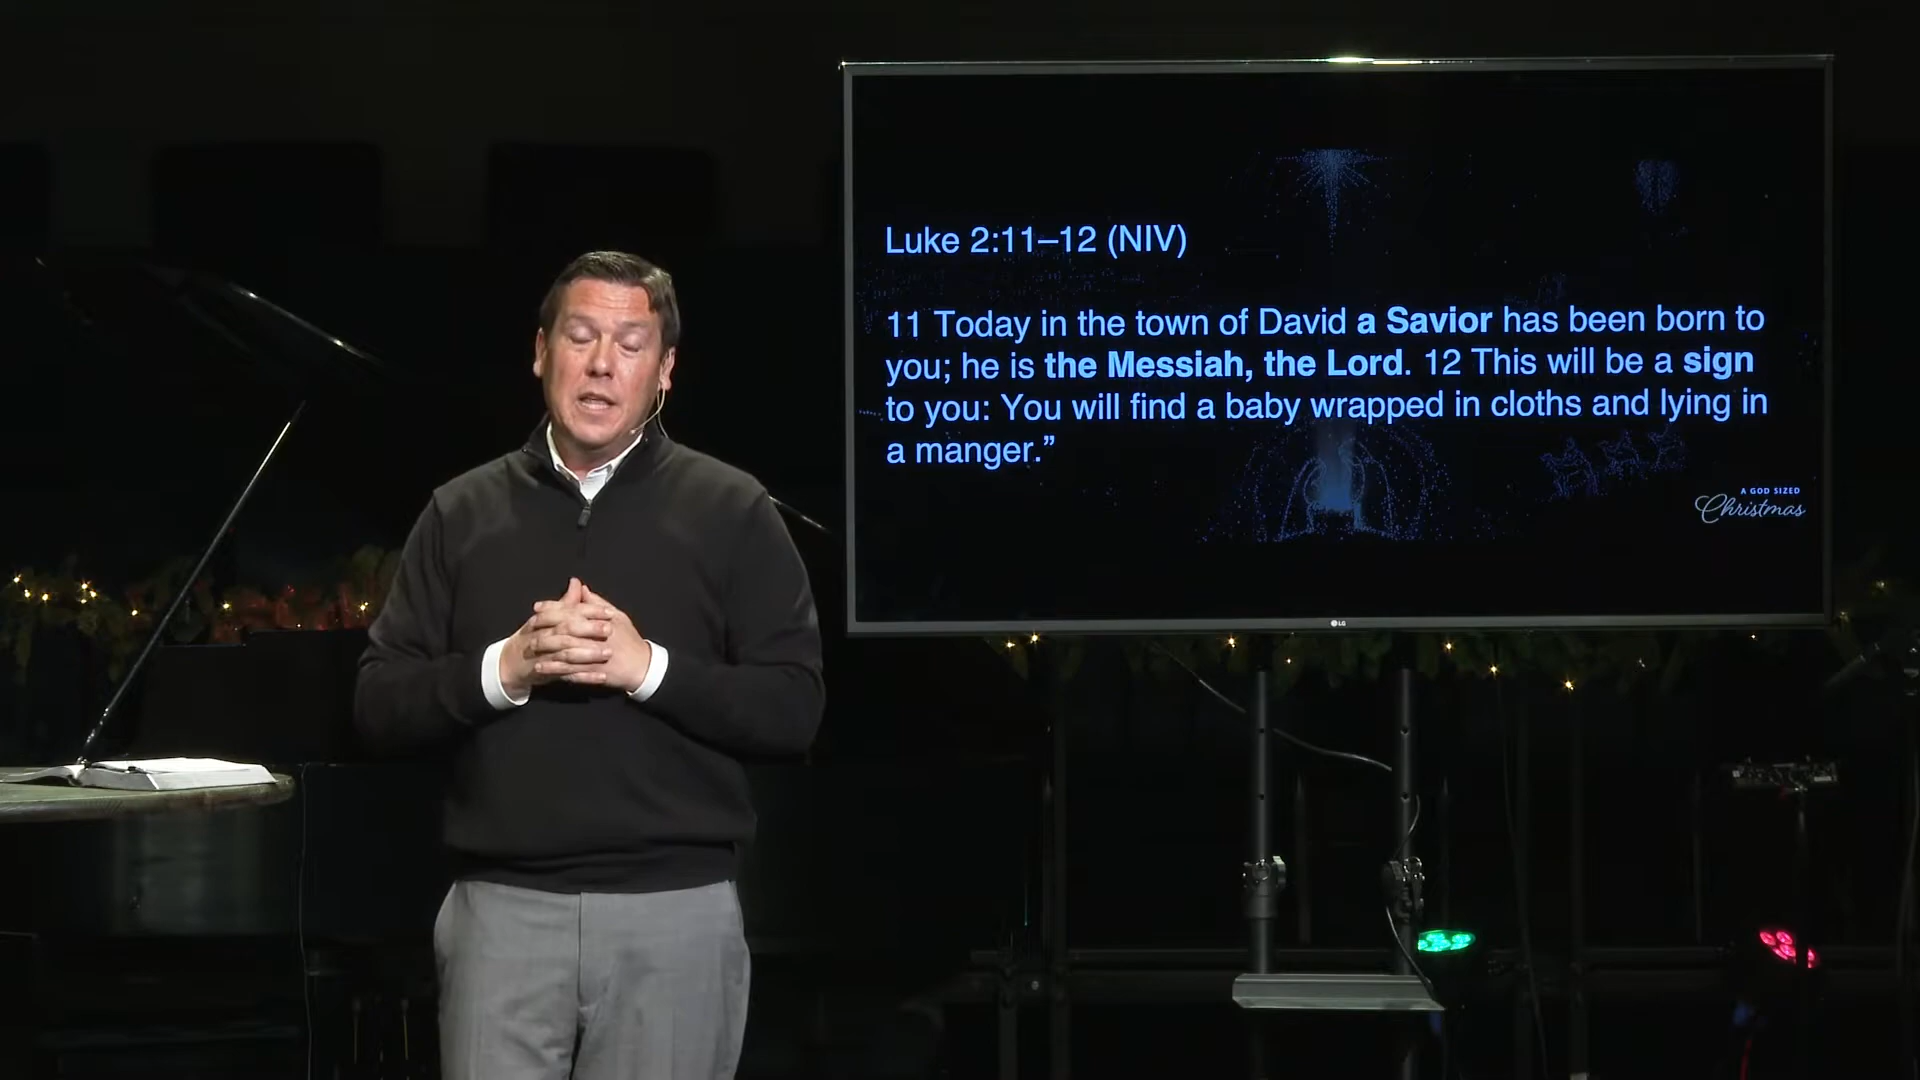 Luke 2:11–12 (NIV)
11 Today in the town of David a Savior has been born to
you; he is the Messiah, the Lord. 12 This will be a sign
to you: You will find a baby wrapped in cloths and lying in
a manger.”
A GOD SIZED
Christmas
LG